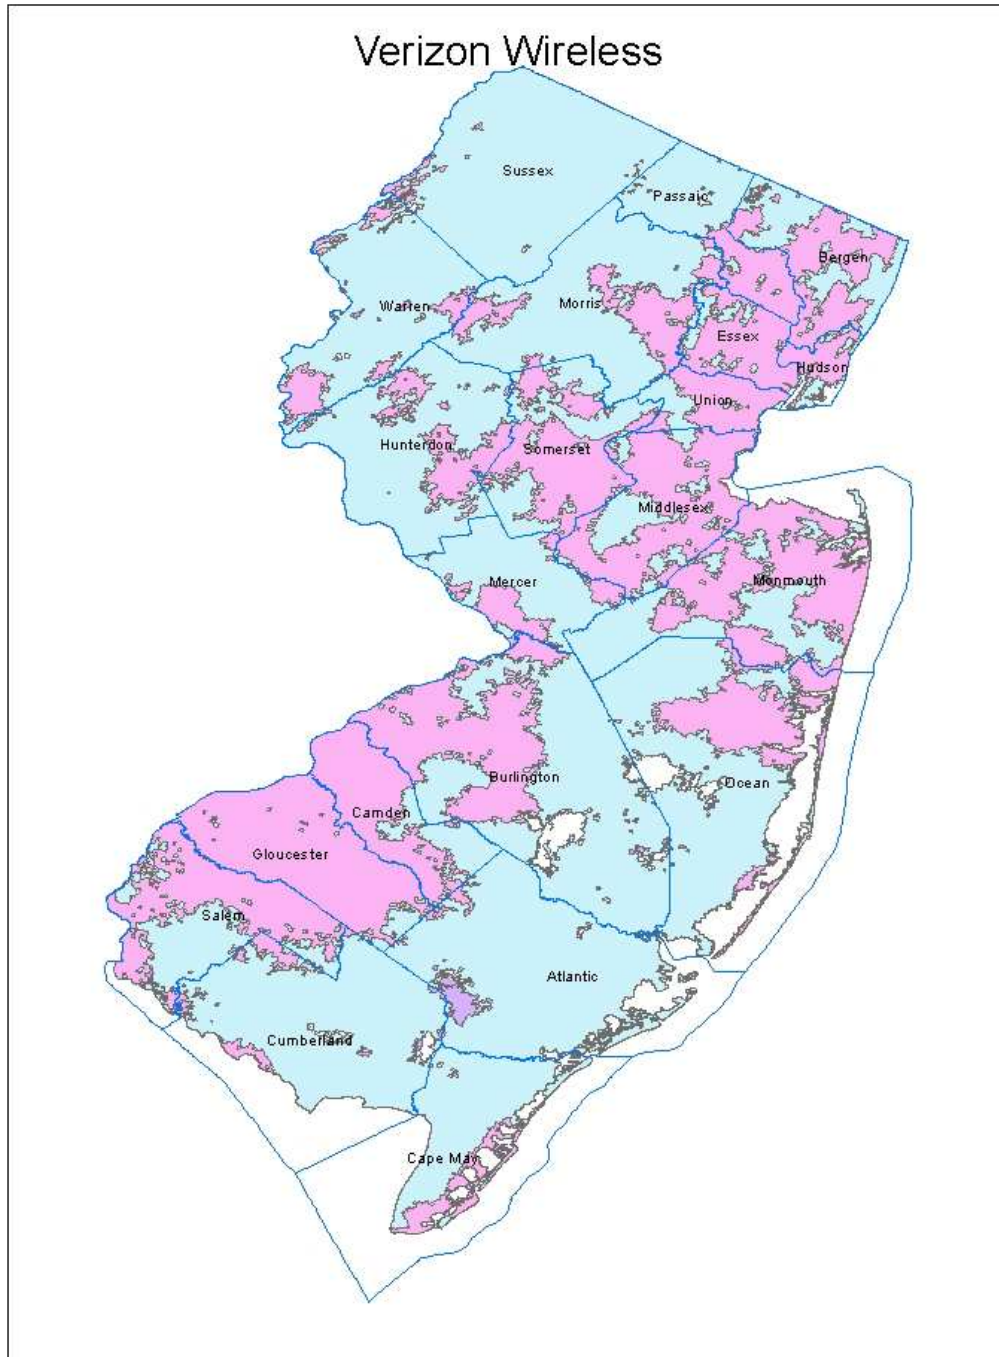 Verizon Wireless
Sussex
Passaic
Bergen
Warren
Morris
Essex
Hudson
Union
Hunterdon
Somerset
Middlesex
Mercer
Monmouth
Burlington
Ocean
Camden
Gloucester
Salem
Atlantic
Cumberland
Cape May